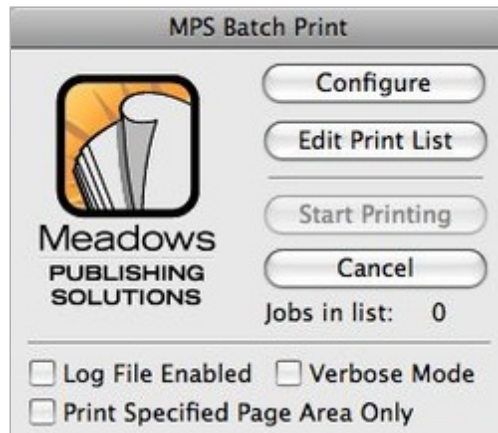 MPS Batch Print
Configure
Edit Print List
Start Printing
Cancel
Meadows
PUBLISHING
SOLUTIONS
Jobs in list: 0
Log File Enabled Verbose Mode
Print Specified Page Area Only